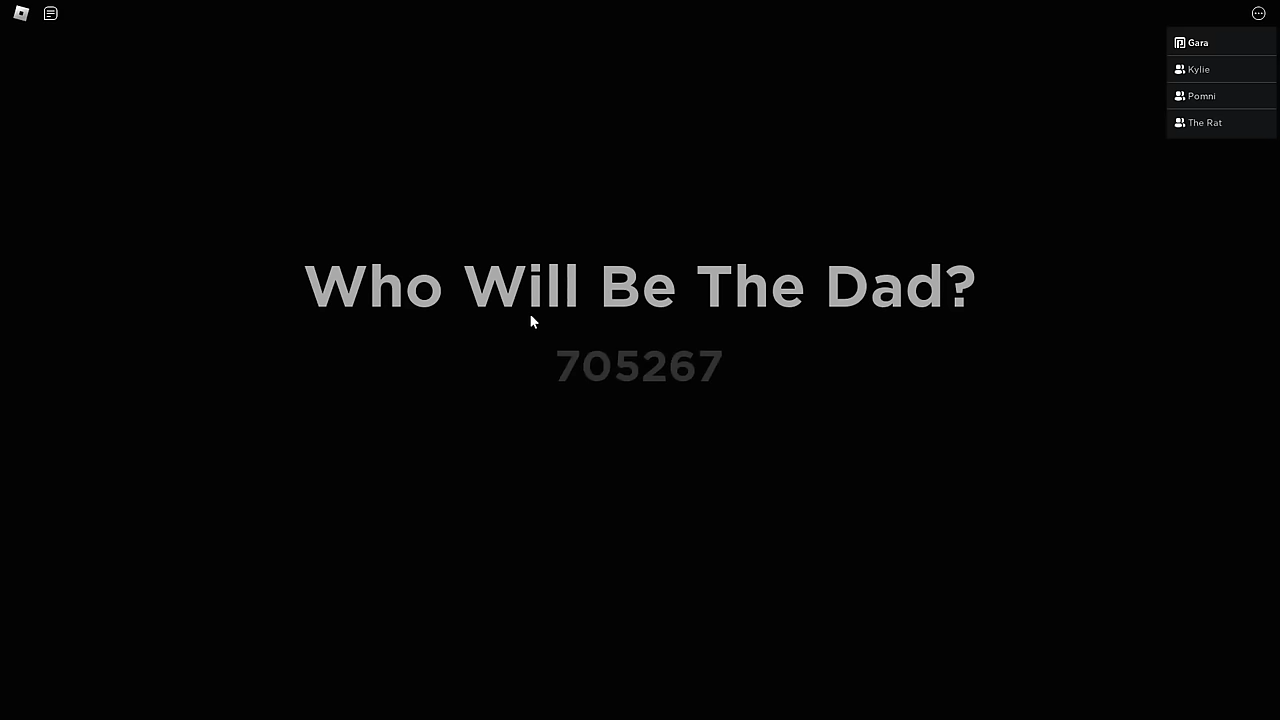 Gara
Kylie
Pomni
The Rat
Who Will Be The Dad?
705267